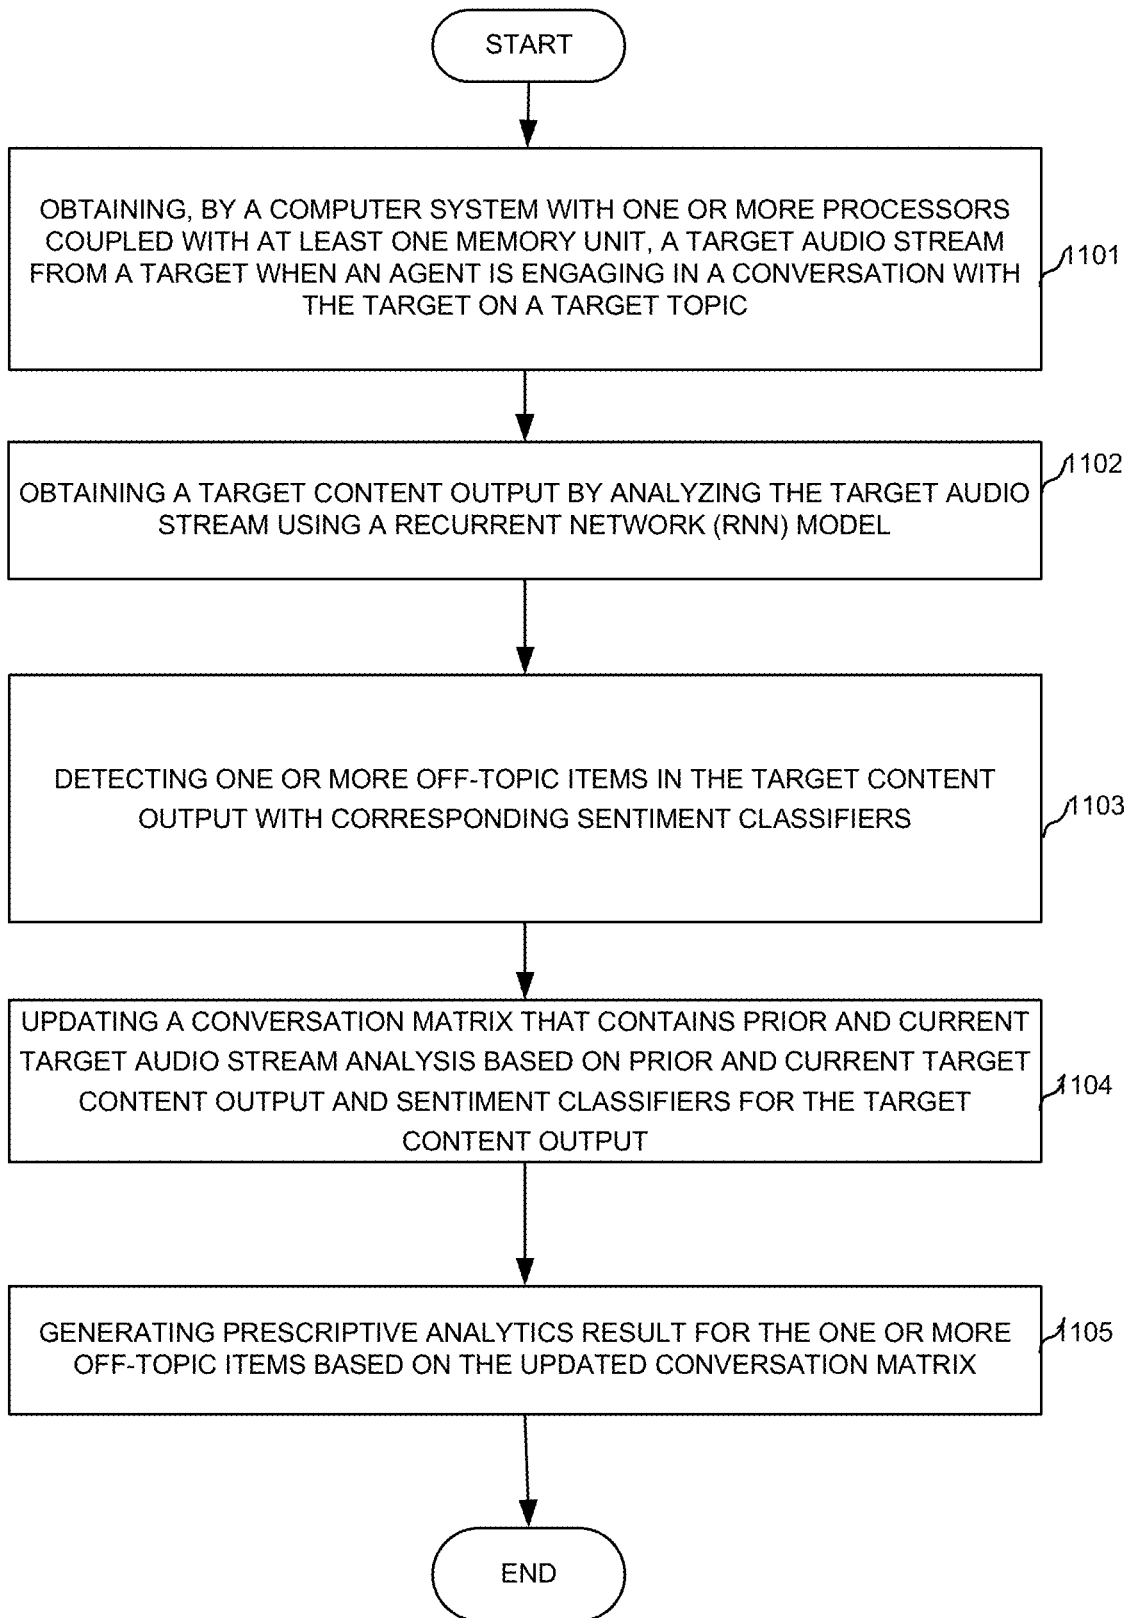 START
OBTAINING, BY A COMPUTER SYSTEM WITH ONE OR MORE PROCESSORS
COUPLED WITH AT LEAST ONE MEMORY UNIT, A TARGET AUDIO STREAM
FROM A TARGET WHEN AN AGENT IS ENGAGING IN A CONVERSATION WITH
THE TARGET ON A TARGET TOPIC
1101
OBTAINING A TARGET CONTENT OUTPUT BY ANALYZING THE TARGET AUDIO
STREAM USING A RECURRENT NETWORK (RNN) MODEL
1102
DETECTING ONE OR MORE OFF-TOPIC ITEMS IN THE TARGET CONTENT
OUTPUT WITH CORRESPONDING SENTIMENT CLASSIFIERS
1103
UPDATING A CONVERSATION MATRIX THAT CONTAINS PRIOR AND CURRENT
TARGET AUDIO STREAM ANALYSIS BASED ON PRIOR AND CURRENT TARGET
CONTENT OUTPUT AND SENTIMENT CLASSIFIERS FOR THE TARGET
CONTENT OUTPUT
1104
GENERATING PRESCRIPTIVE ANALYTICS RESULT FOR THE ONE OR MORE
OFF-TOPIC ITEMS BASED ON THE UPDATED CONVERSATION MATRIX
1105
END